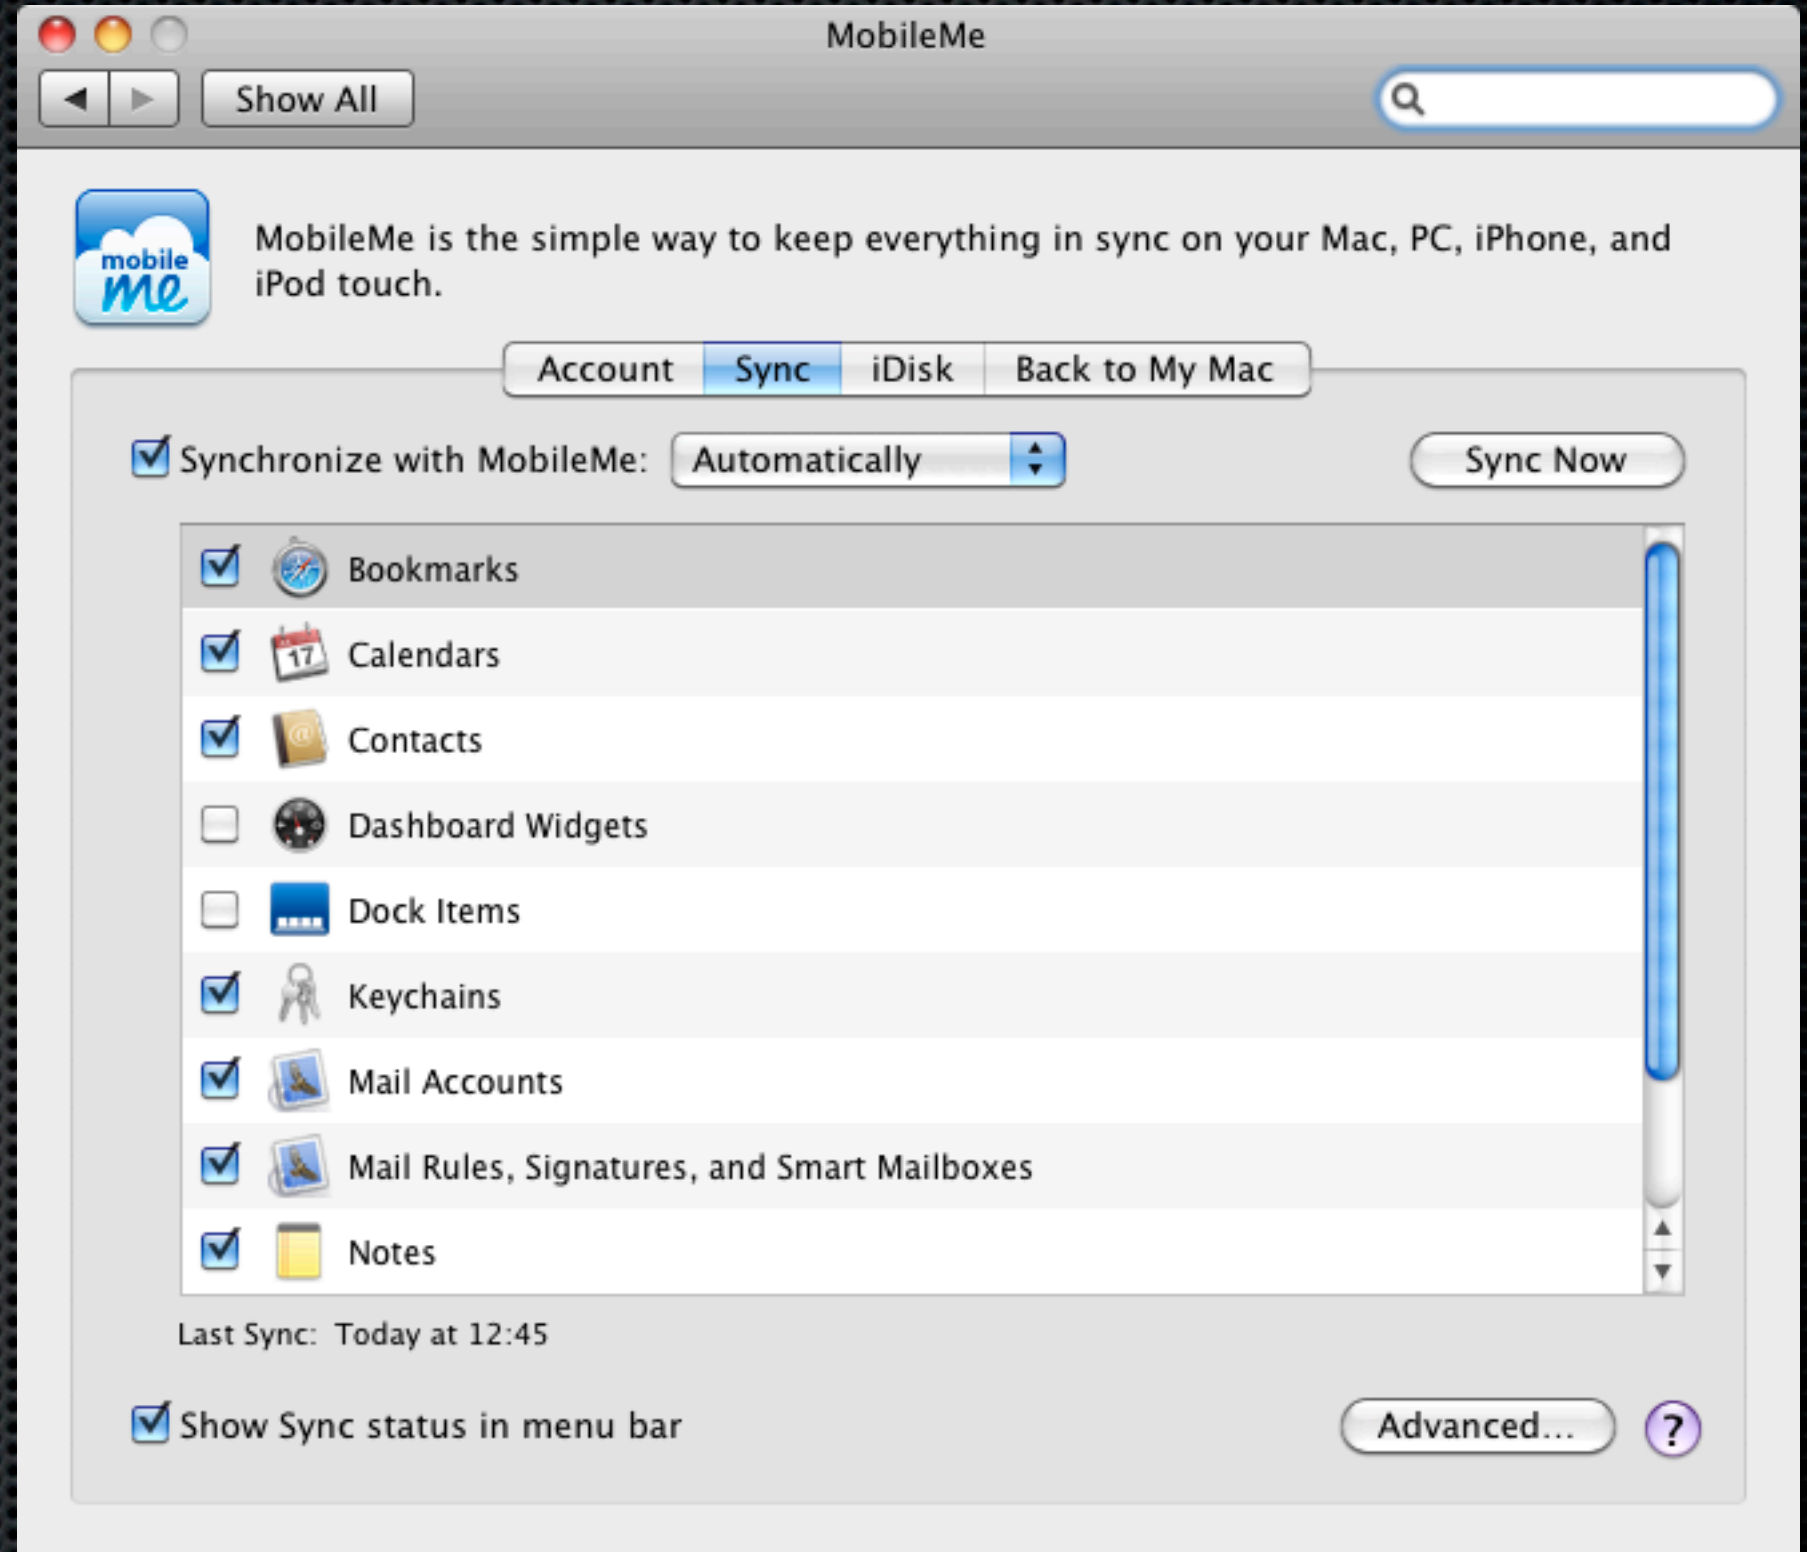 MobileMe
Show All
mobile
me
MobileMe is the simple way to keep everything in sync on your Mac, PC, iPhone, and
iPod touch.
Account Sync iDisk Back to My Mac
Synchronize with MobileMe: Automatically Sync Now
Bookmarks
17 Calendars
@ Contacts
Dashboard Widgets
Dock Items
Keychains
Mail Accounts
Mail Rules, Signatures, and Smart Mailboxes
Notes
Last Sync: Today at 12:45
Show Sync status in menu bar Advanced... ?